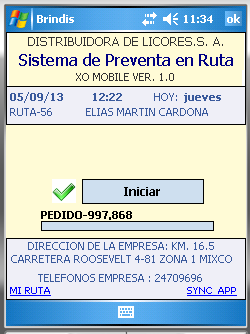 Brindis 11:34 ok
DISTRIBUIDORA DE LICORES.S. A.
Sistema de Preventa en Ruta
XO MOBILE VER. 1.0
05/09/13 12:22 HOY: jueves
RUTA-56 ELIAS MARTIN CARDONA
Iniciar
PEDIDO-997,868
DIRECCION DE LA EMPRESA: KM. 16.5
CARRETERA ROOSEVELT 4-81 ZONA 1 MIXCO
TELEFONOS EMPRESA : 24709696
MI RUTA SYNC_APP